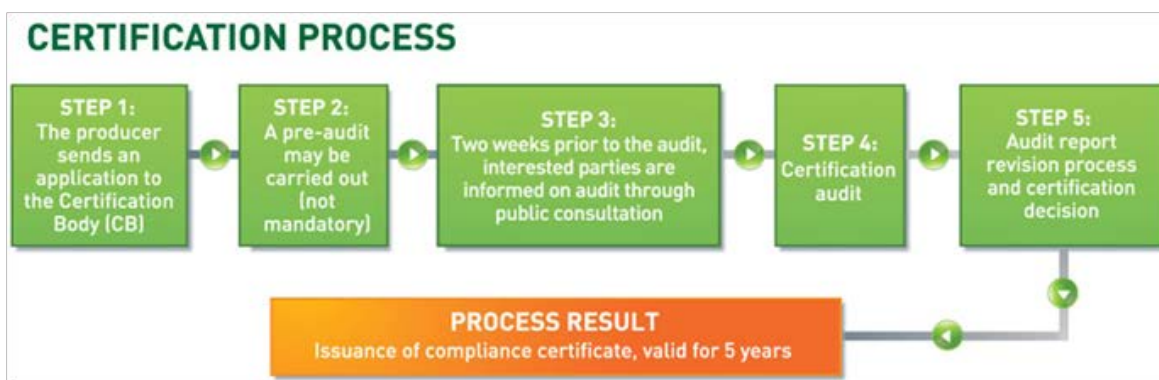 CERTIFICATION PROCESS
STEP 1:
The producer
sends an
application to
the Certification
Body (CB)
STEP 2:
A pre-audit
may be
carried out
(not
mandatory)
STEP 3:
Two weeks prior to the audit,
interested parties are
informed on audit through
public consultation
STEP 4:
Certification
audit
STEP 5:
Audit report
revision process
and certification
decision
PROCESS RESULT
Issuance of compliance certificate, valid for 5 years